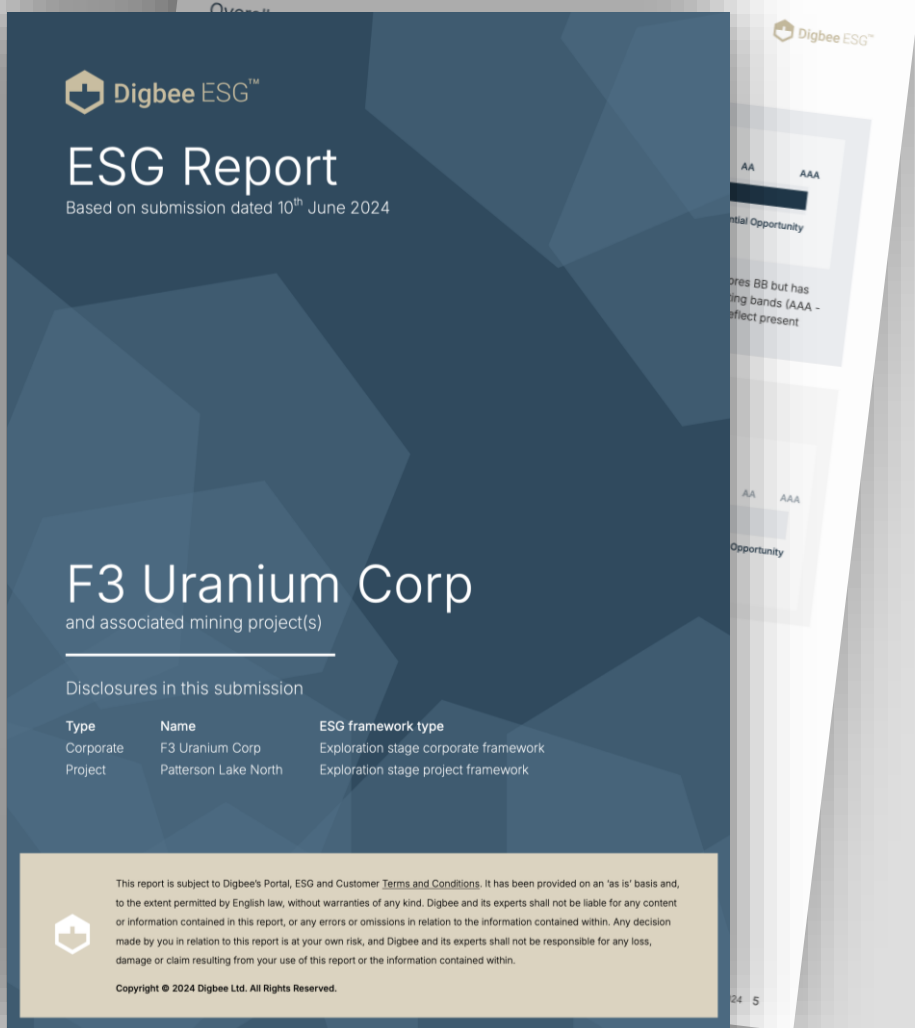 Overall
Digbee ESG™
ESG Report
Based on submission dated 10th June 2024
F3 Uranium Corp
and associated mining project(s)
Disclosures in this submission
Type Name ESG framework type
Corporate F3 Uranium Corp Exploration stage corporate framework
Project Patterson Lake North Exploration stage project framework
This report is subject to Digbee's Portal, ESG and Customer Terms and Conditions. It has been provided on an 'as is' basis and,
to the extent permitted by English law, without warranties of any kind. Digbee and its experts shall not be liable for any content
or information contained in this report, or any errors or omissions in relation to the information contained within. Any decision
made by you in relation to this report is at your own risk, and Digbee and its experts shall not be responsible for any loss,
damage or claim resulting from your use of this report or the information contained within.
Copyright © 2024 Digbee Ltd. All Rights Reserved.
Digbee ESG™
AA AAA
Opportunity
BB but has
bands (AAA -
present
AA AAA
Opportunity
5